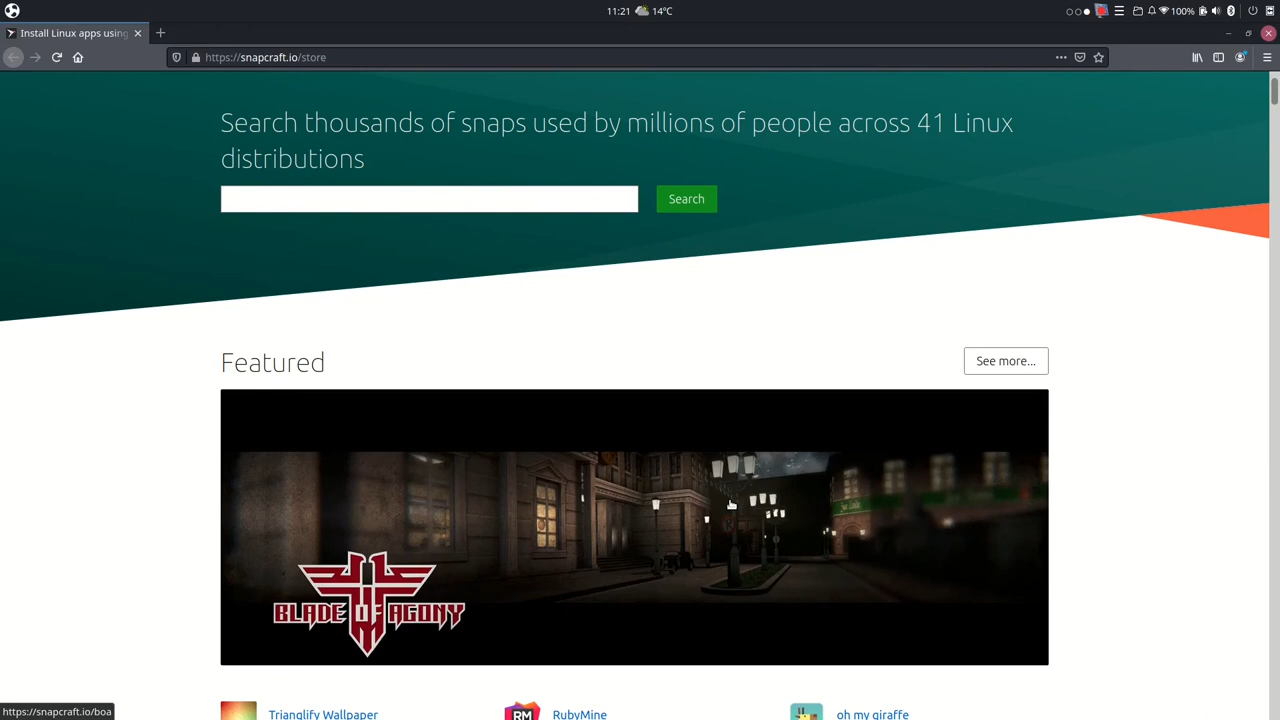 11:21 14°C
100%
Install Linux apps using
https://snapcraft.io/store
Search thousands of snaps used by millions of people across 41 Linux
distributions
Search
Featured
See more...
BLADE OF AGONY
Trianglify Wallpaper
RM
RubyMine
oh my giraffe
https://snapcraft.io/boa